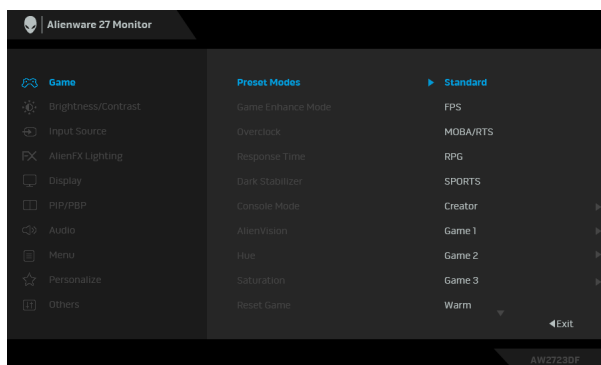 Alienware 27 Monitor
Game
Brightness/Contrast
Input Source
FX AlienFX Lighting
Display
PIP/PBP
Audio
Menu
Personalize
Others
Preset Modes
Game Enhance Mode
Overclock
Response Time
Dark Stabilizer
Console Mode
AlienVision
Hue
Saturation
Reset Game
Standard
FPS
MOBA/RTS
RPG
SPORTS
Creator
Game 1
Game 2
Game 3
Warm
Exit
AW2723DF